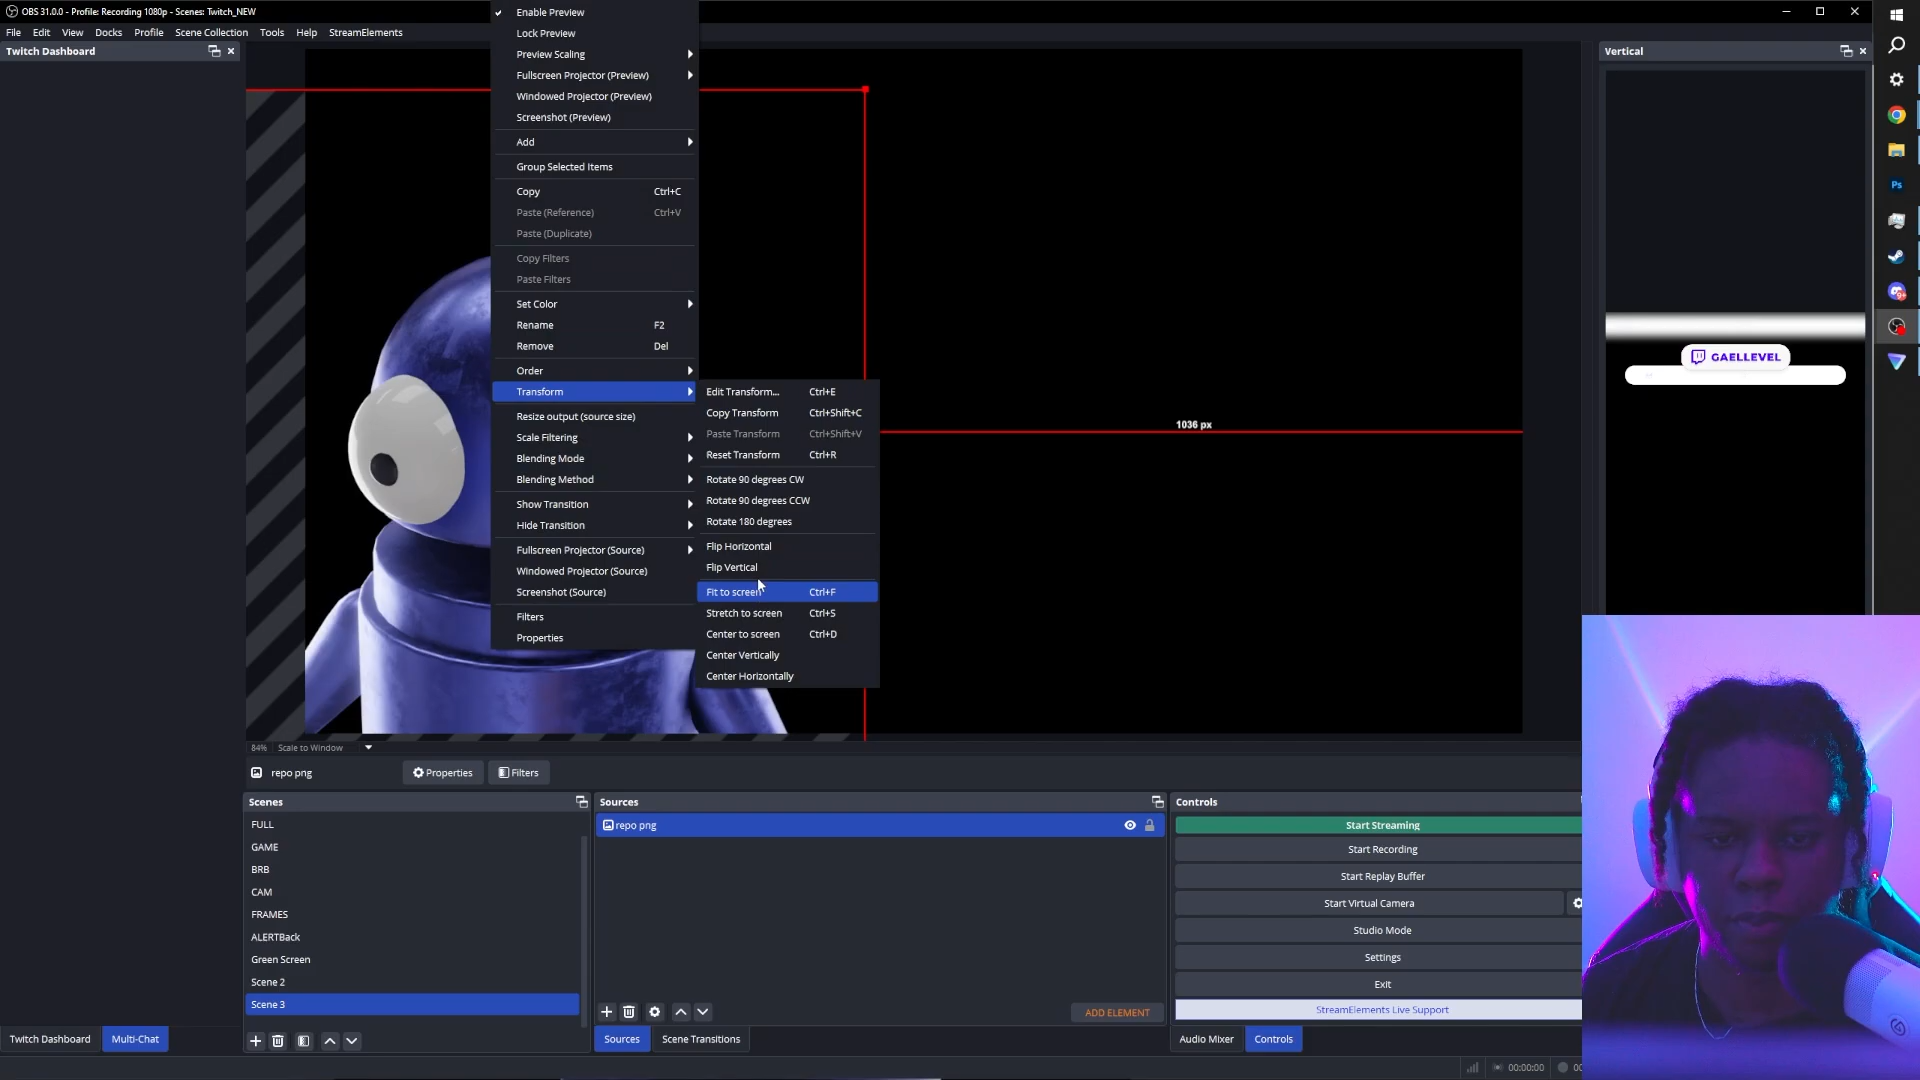 OBS 31.0.0 - Profile: Recording 1080p - Scenes: Twitch_NEW
File Edit View Docks Profile Scene Collection Tools Help StreamElements
Twitch Dashboard
Enable Preview
Lock Preview
Preview Scaling
Fullscreen Projector (Preview)
Windowed Projector (Preview)
Screenshot (Preview)
Add
Group Selected Items
Copy Ctrl+C
Paste (Reference) Ctrl+V
Paste (Duplicate)
Copy Filters
Paste Filters
Set Color
Rename F2
Remove Del
Order
Transform
Resize output (source size)
Scale Filtering
Blending Mode
Blending Method
Show Transition
Hide Transition
Fullscreen Projector (Source)
Windowed Projector (Source)
Screenshot (Source)
Filters
Properties
Edit Transform... Ctrl+E
Copy Transform Ctrl+Shift+C
Paste Transform Ctrl+Shift+V
Reset Transform Ctrl+R
Rotate 90 degrees CW
Rotate 90 degrees CCW
Rotate 180 degrees
Flip Horizontal
Flip Vertical
Fit to screen Ctrl+F
Stretch to screen Ctrl+S
Center to screen Ctrl+D
Center Vertically
Center Horizontally
1036 px
Vertical
GAELLEVEL
Ps
9+
84% Scale to Window
repo png Properties Filters
Scenes
FULL
GAME
BRB
CAM
FRAMES
ALERTBack
Green Screen
Scene 2
Scene 3
Sources
repo png
ADD ELEMENT
Sources Scene Transitions
Controls
Start Streaming
Start Recording
Start Replay Buffer
Start Virtual Camera
Studio Mode
Settings
Exit
StreamElements Live Support
Audio Mixer Controls
Twitch Dashboard Multi-Chat
00:00:00